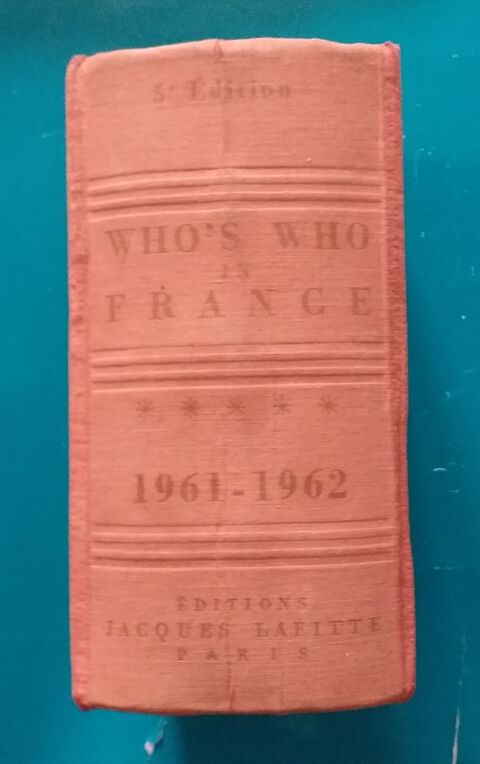 5e Édition
WHO'S WHO
IN
FRANCE
* * * * *
1961-1962
ÉDITIONS
JACQUES LAFITTE
PARIS